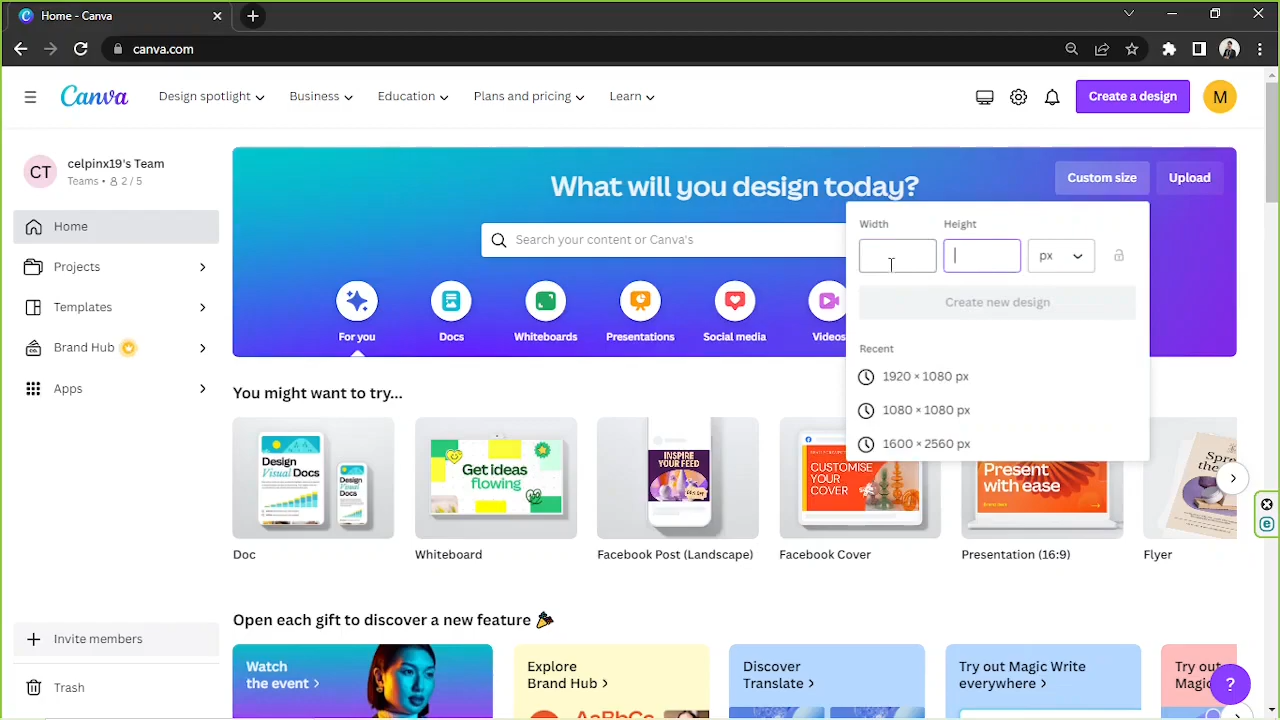 Home - Canva
canva.com
Canva
Design spotlight
Business
Education
Plans and pricing
Learn
Create a design
M
CT
celpinx19's Team
Teams • 2 / 5
Home
Projects
Templates
Brand Hub
Apps
Invite members
Trash
What will you design today?
Custom size
Upload
Search your content or Canva's
For you
Docs
Whiteboards
Presentations
Social media
Videos
Width
Height
px
Create new design
Recent
1920 × 1080 px
1080 × 1080 px
1600 × 2560 px
You might want to try...
Design
Visual Docs
Design
Visual Docs
Get ideas
flowing
INSPIRE
YOUR FEED
CUSTOMISE
YOUR
COVER
Present
with ease
Doc
Whiteboard
Facebook Post (Landscape)
Facebook Cover
Presentation (16:9)
Flyer
Open each gift to discover a new feature
Watch
the event >
Explore
Brand Hub >
Discover
Translate >
Try out Magic Write
everywhere >
Try out
?